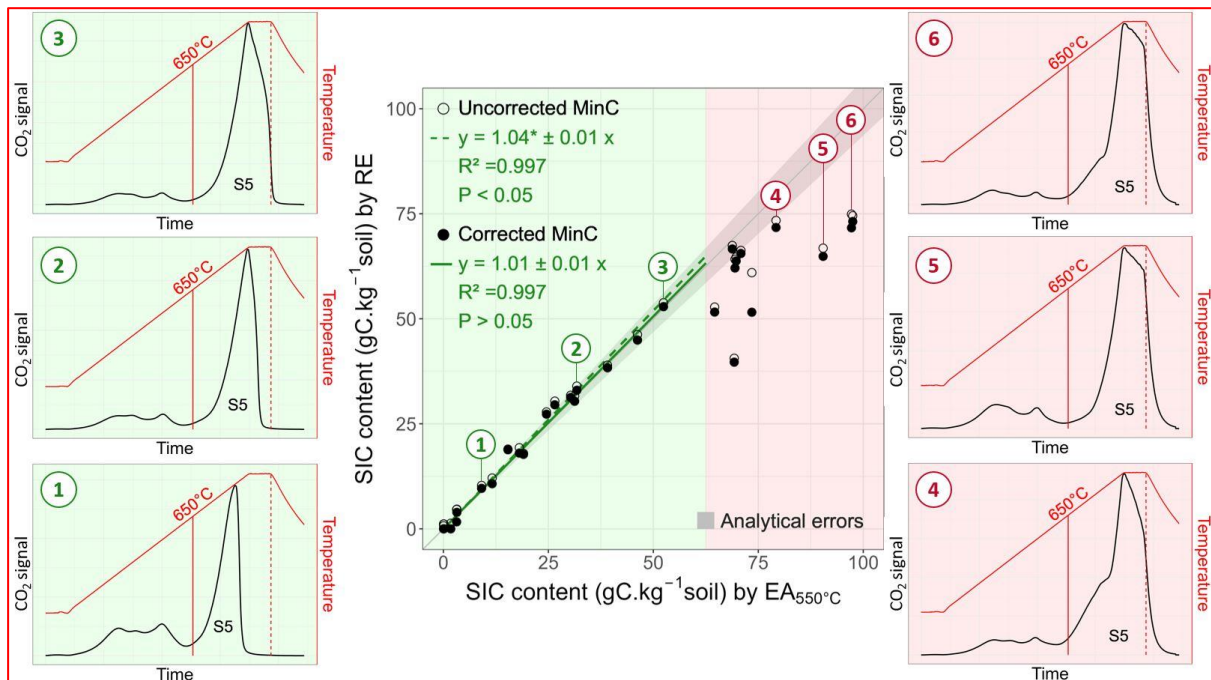 3
CO₂ signal
650°C
Temperature
S5
Time
2
CO₂ signal
650°C
Temperature
S5
Time
1
CO₂ signal
650°C
Temperature
S5
Time
SIC content (gC.kg⁻¹soil) by RE
100
75
50
25
0
Uncorrected MinC
y = 1.04* ± 0.01 x
R² =0.997
P < 0.05
Corrected MinC
y = 1.01 ± 0.01 x
R² =0.997
P > 0.05
1
2
3
4
5
6
Analytical errors
0 25 50 75 100
SIC content (gC.kg⁻¹soil) by EA₅₅₀°C
6
CO₂ signal
650°C
Temperature
S5
Time
5
CO₂ signal
650°C
Temperature
S5
Time
4
CO₂ signal
650°C
Temperature
S5
Time